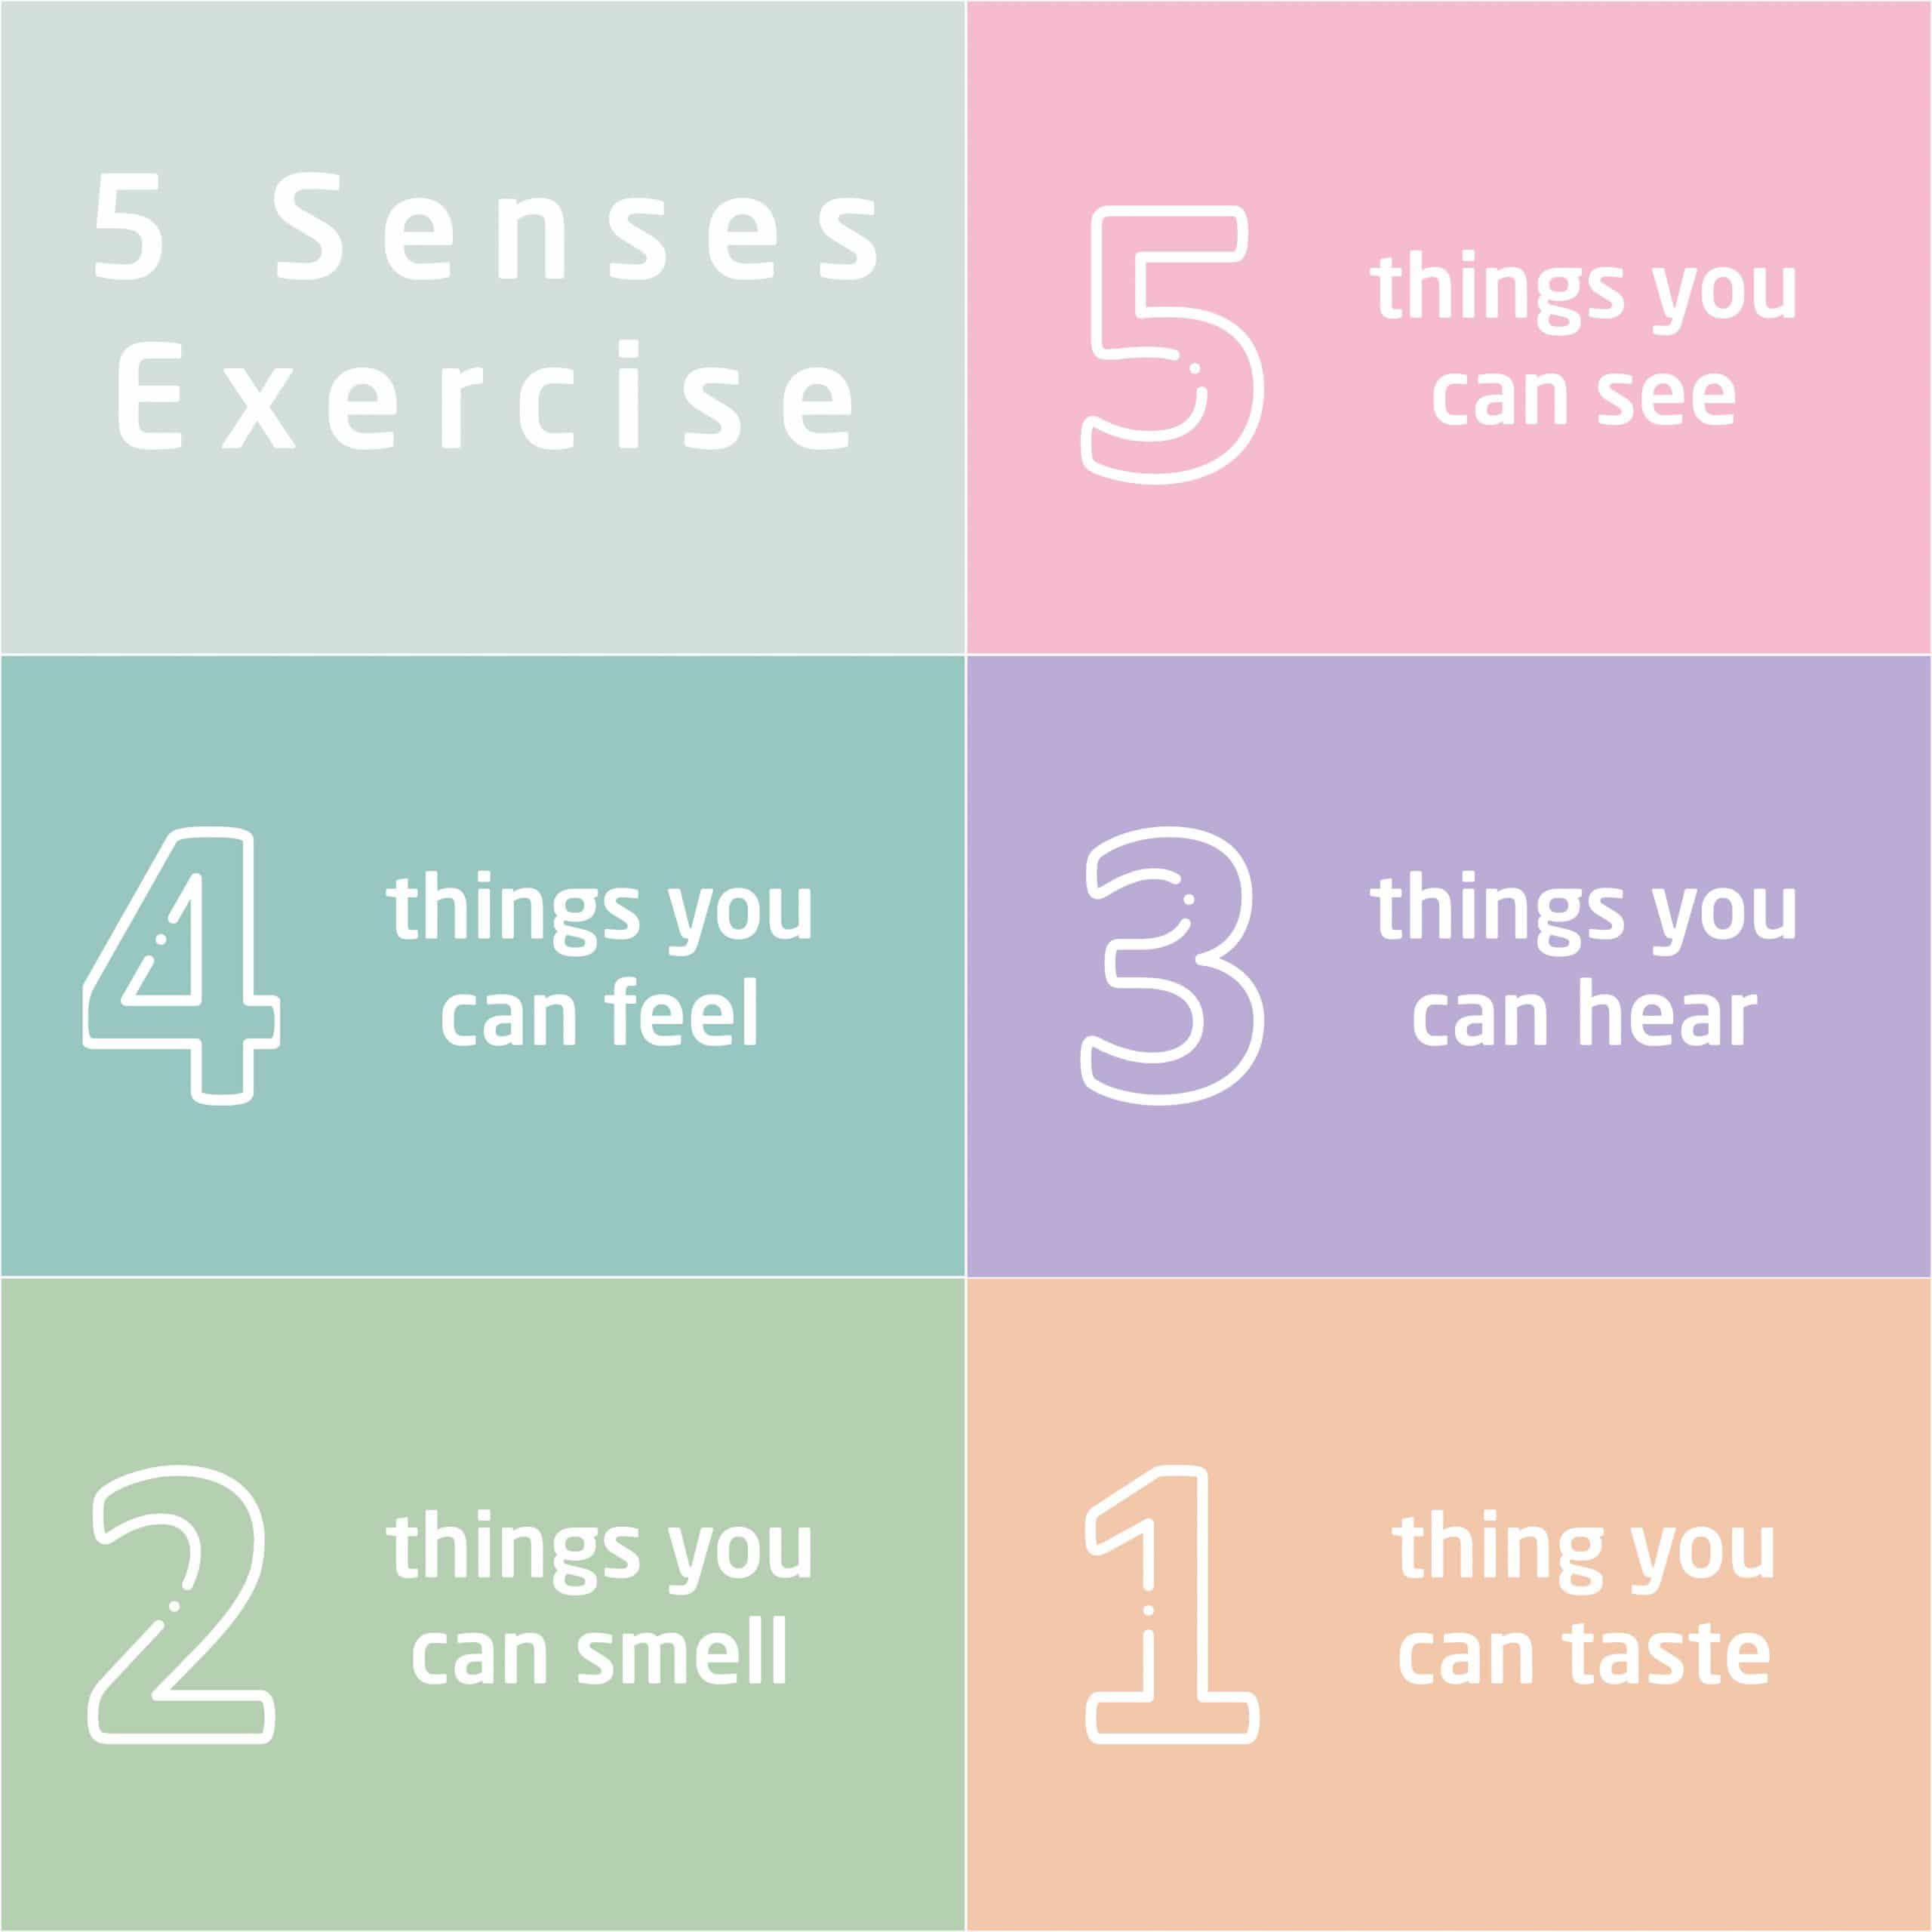 5 Senses
Exercise
5
things you
can see
4
things you
can feel
3
things you
can hear
2
things you
can smell
1
thing you
can taste